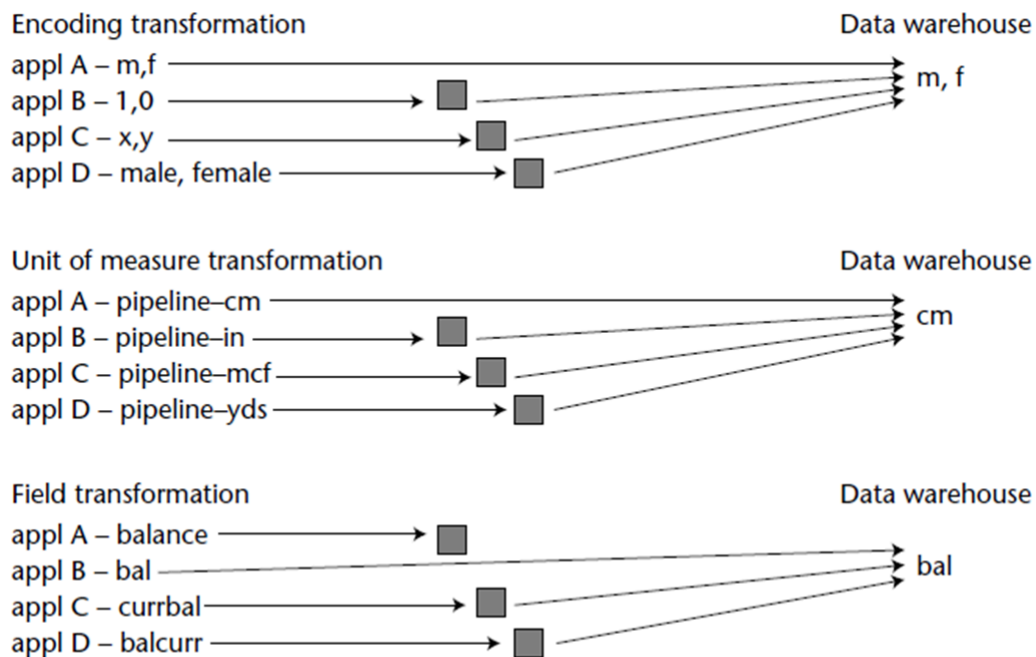 Encoding transformation Data warehouse
appl A – m,f
m, f
appl B – 1,0
appl C – x,y
appl D – male, female
Unit of measure transformation Data warehouse
appl A – pipeline–cm
cm
appl B – pipeline–in
appl C – pipeline–mcf
appl D – pipeline–yds
Field transformation Data warehouse
appl A – balance
appl B – bal
bal
appl C – currbal
appl D – balcurr